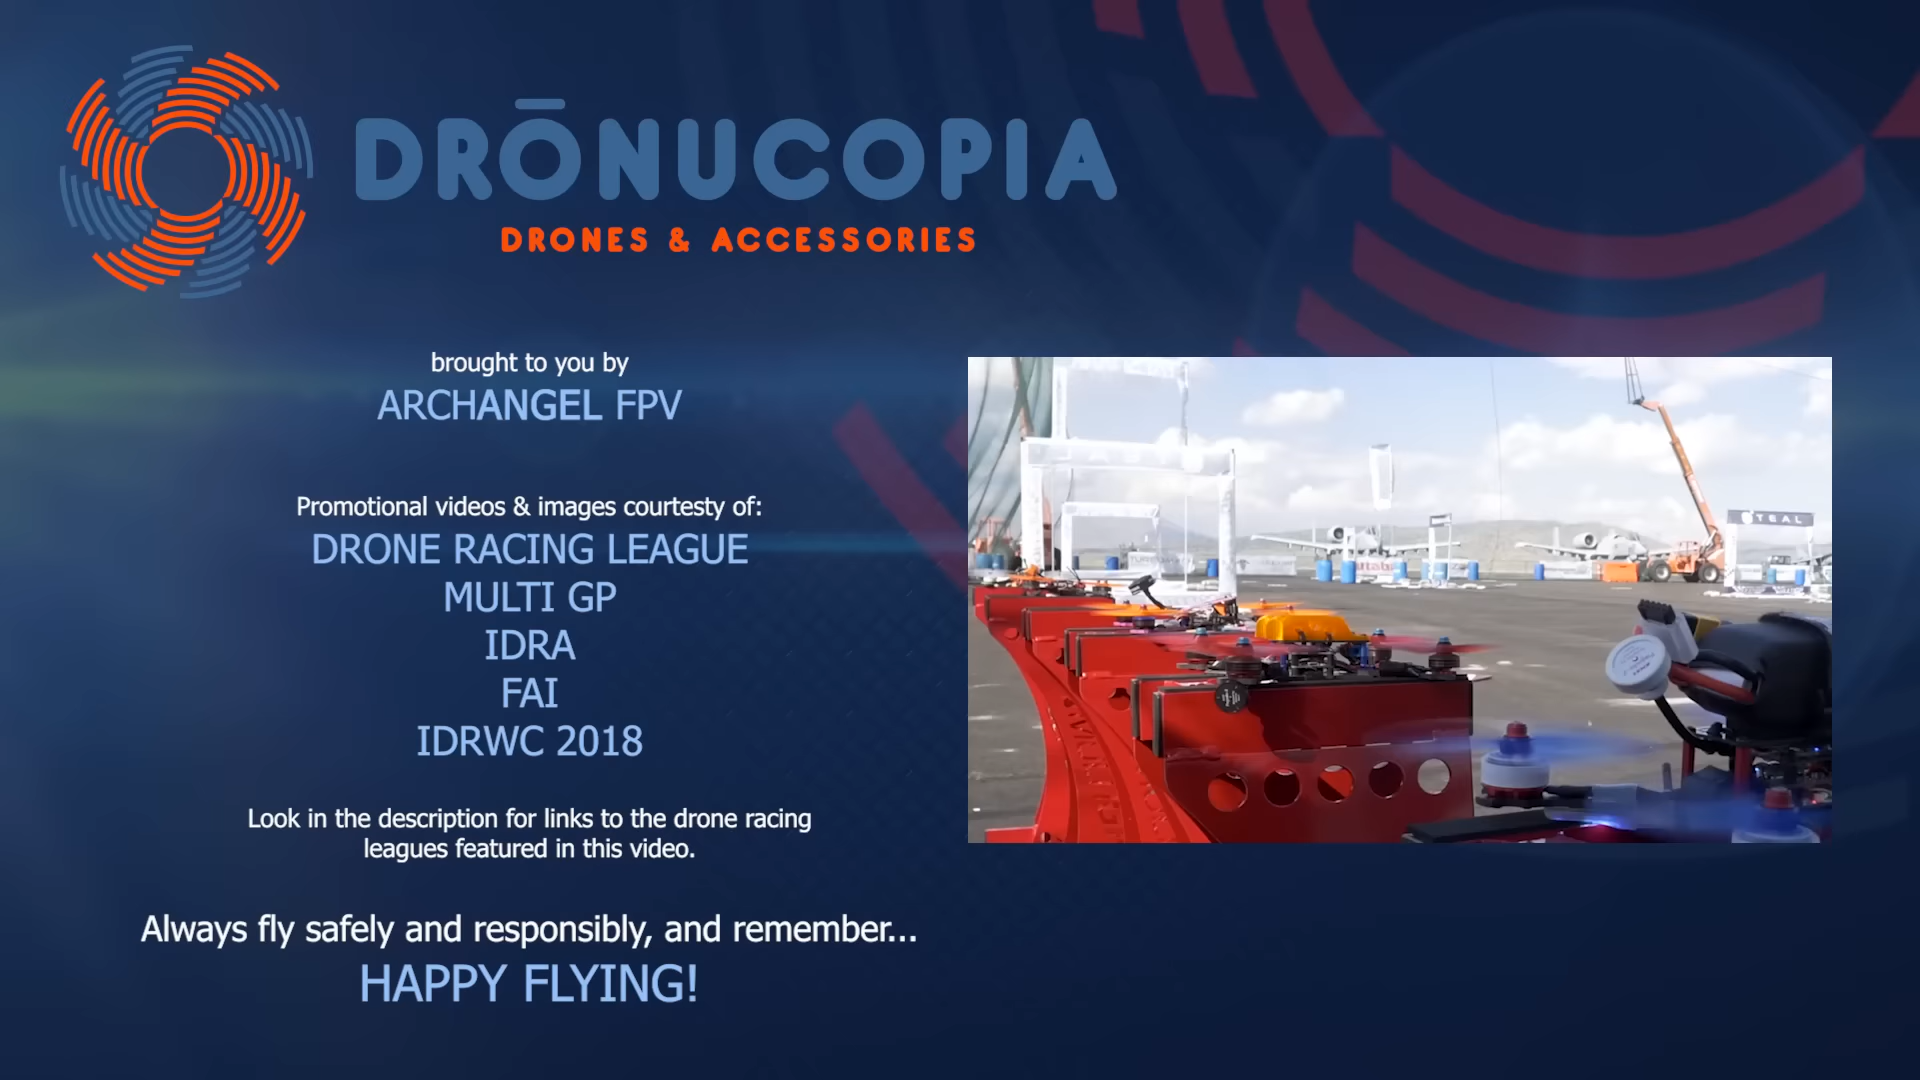 DRŌNUCOPIA
DRONES & ACCESSORIES
brought to you by
ARCHANGEL FPV
Promotional videos & images courtesty of:
DRONE RACING LEAGUE
MULTI GP
IDRA
FAI
IDRWC 2018
Look in the description for links to the drone racing
leagues featured in this video.
Always fly safely and responsibly, and remember...
HAPPY FLYING!
TEAL